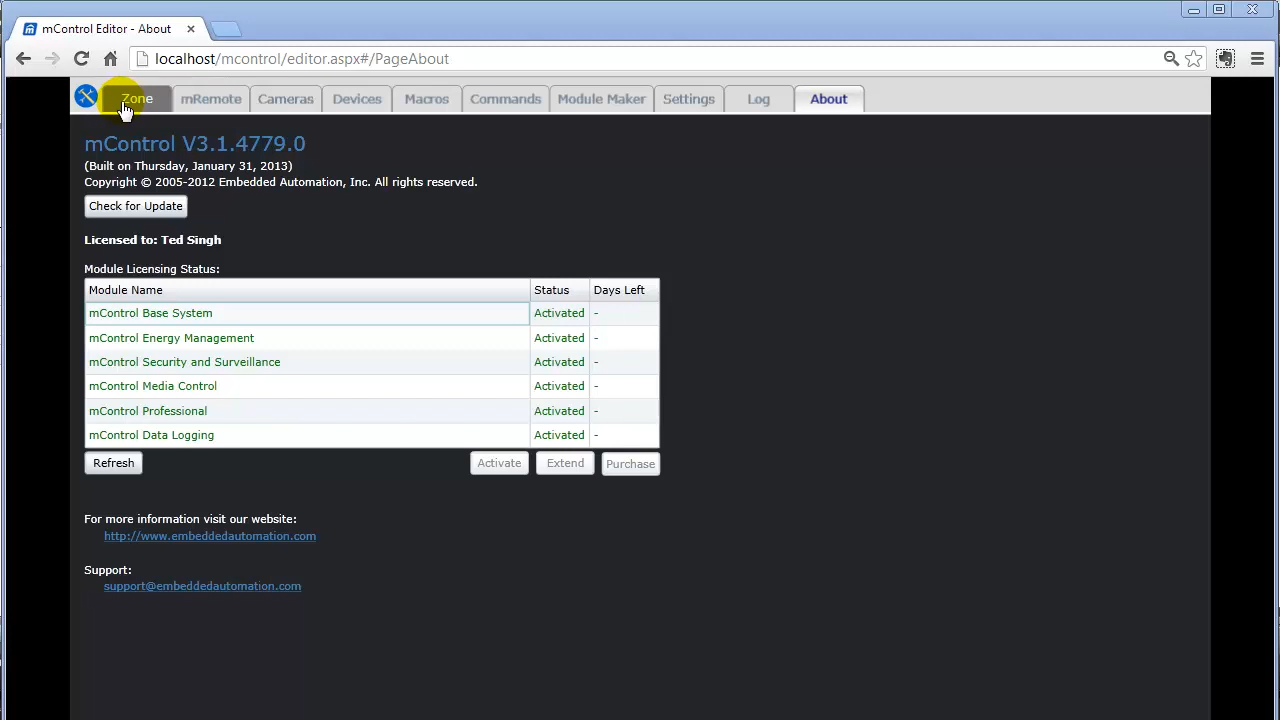 mControl Editor - About
localhost/mcontrol/editor.aspx#/PageAbout
Zone mRemote Cameras Devices Macros Commands Module Maker Settings Log About
mControl V3.1.4779.0
(Built on Thursday, January 31, 2013)
Copyright © 2005-2012 Embedded Automation, Inc. All rights reserved.
Check for Update
Licensed to: Ted Singh
Module Licensing Status:
Module Name Status Days Left
mControl Base System Activated -
mControl Energy Management Activated -
mControl Security and Surveillance Activated -
mControl Media Control Activated -
mControl Professional Activated -
mControl Data Logging Activated -
Refresh Activate Extend Purchase
For more information visit our website:
http://www.embeddedautomation.com
Support:
support@embeddedautomation.com